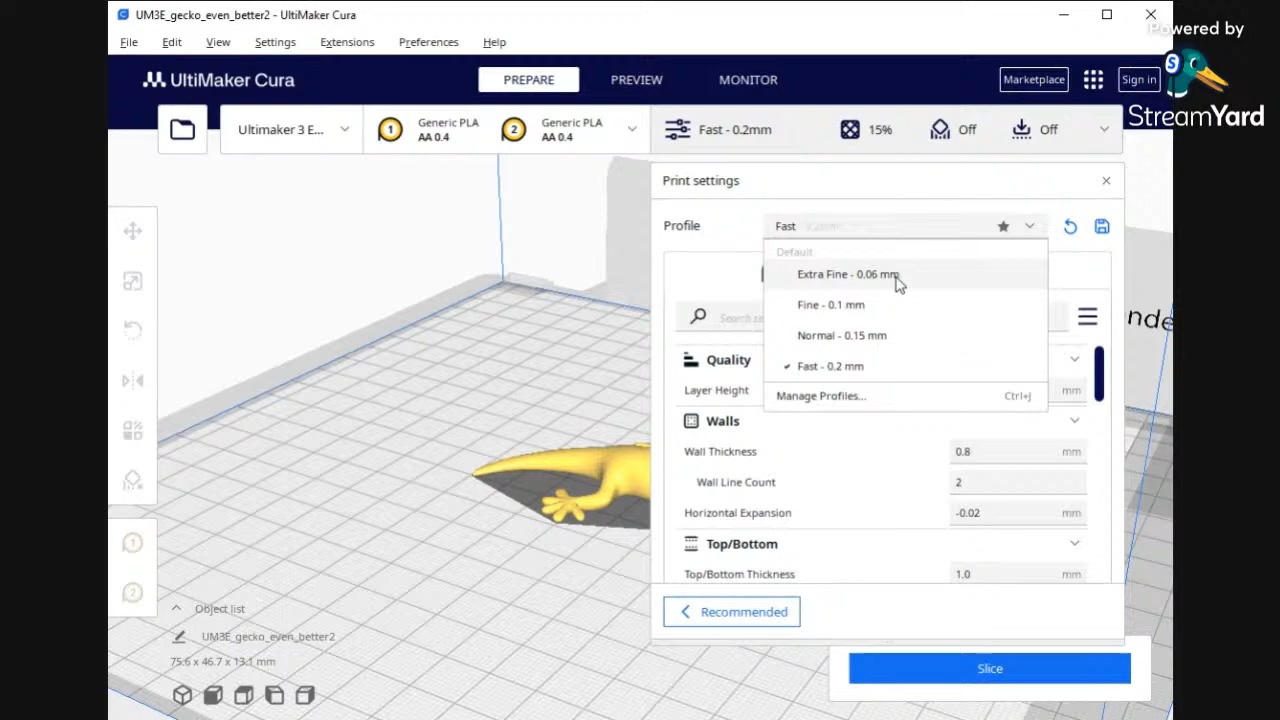 UM3E_gecko_even_better2 - UltiMaker Cura
Powered by
StreamYard
File Edit View Settings Extensions Preferences Help
UltiMaker Cura
PREPARE PREVIEW MONITOR
Marketplace
Sign in
Ultimaker 3 E...
1 Generic PLA AA 0.4
2 Generic PLA AA 0.4
Fast - 0.2mm 15% Off Off
Print settings
Profile Fast
Default
Extra Fine - 0.06 mm
Fine - 0.1 mm
Normal - 0.15 mm
Fast - 0.2 mm
Manage Profiles... Ctrl+J
Search se
Quality
Layer Height mm
Walls
Wall Thickness 0.8 mm
Wall Line Count 2
Horizontal Expansion -0.02 mm
Top/Bottom
Top/Bottom Thickness 1.0 mm
Recommended
Slice
1
2
Object list
UM3E_gecko_even_better2
75.6 x 46.7 x 13.1 mm